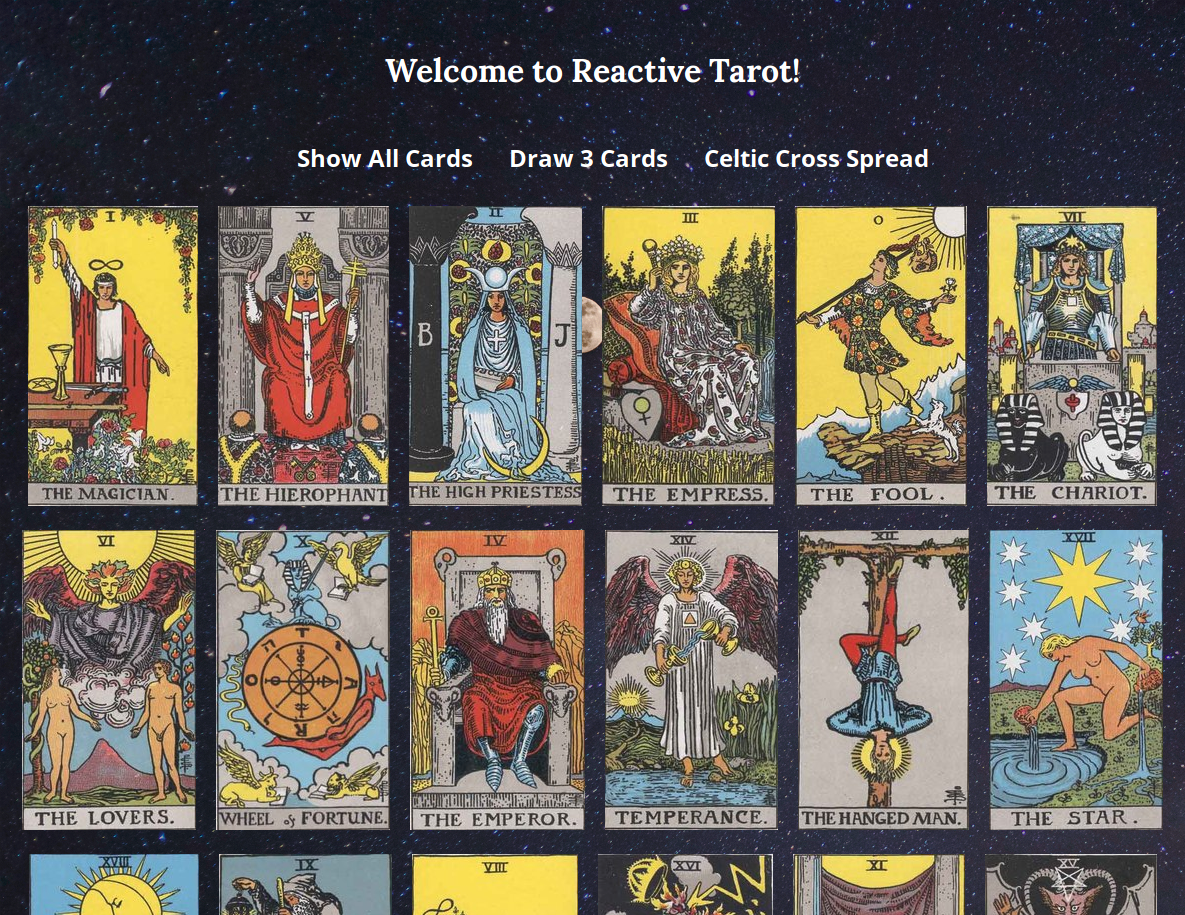 Welcome to Reactive Tarot!
Show All Cards Draw 3 Cards Celtic Cross Spread
I V II III 0 VII
B J
THE MAGICIAN. THE HIEROPHANT THE HIGH PRIESTESS THE EMPRESS. THE FOOL. THE CHARIOT.
VI X IV XIV XII XVII
T A R O
THE LOVERS. WHEEL of FORTUNE. THE EMPEROR. TEMPERANCE. THE HANGED MAN. THE STAR.
XVIII IX VIII XVI XI XV